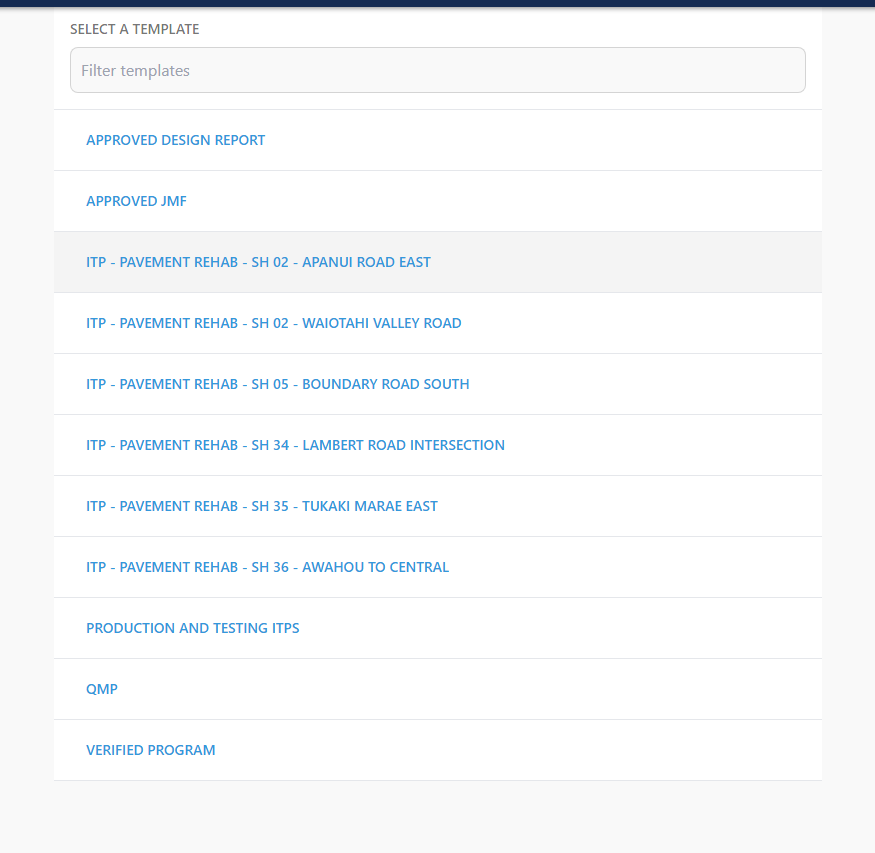 SELECT A TEMPLATE
Filter templates
APPROVED DESIGN REPORT
APPROVED JMF
ITP - PAVEMENT REHAB - SH 02 - APANUI ROAD EAST
ITP - PAVEMENT REHAB - SH 02 - WAIOTAHI VALLEY ROAD
ITP - PAVEMENT REHAB - SH 05 - BOUNDARY ROAD SOUTH
ITP - PAVEMENT REHAB - SH 34 - LAMBERT ROAD INTERSECTION
ITP - PAVEMENT REHAB - SH 35 - TUKAKI MARAE EAST
ITP - PAVEMENT REHAB - SH 36 - AWAHOU TO CENTRAL
PRODUCTION AND TESTING ITPS
QMP
VERIFIED PROGRAM